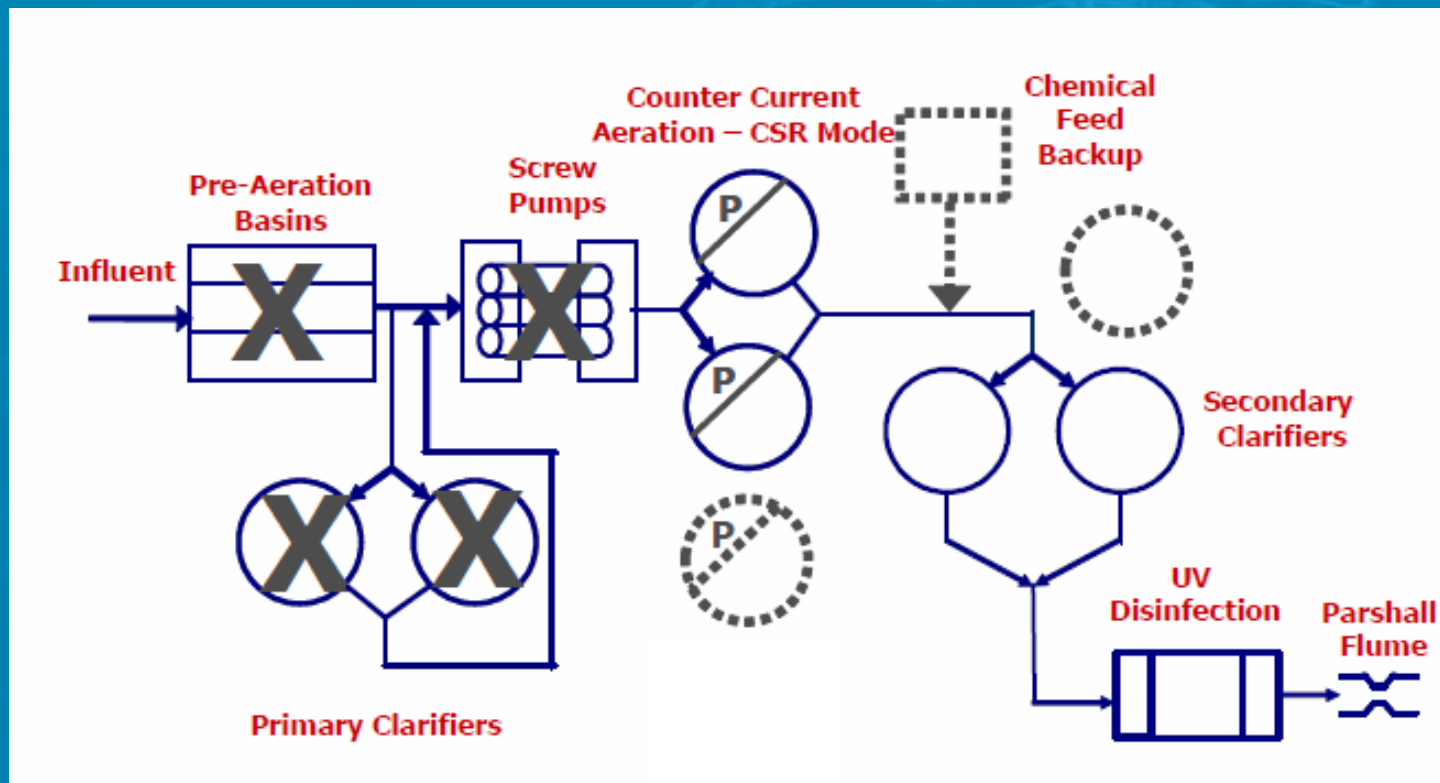 Counter Current
Aeration – CSR Mode
Chemical
Feed
Backup
Screw
Pumps
Pre-Aeration
Basins
Influent
X
X
P
P
P
X
X
Secondary
Clarifiers
UV
Disinfection
Parshall
Flume
Primary Clarifiers